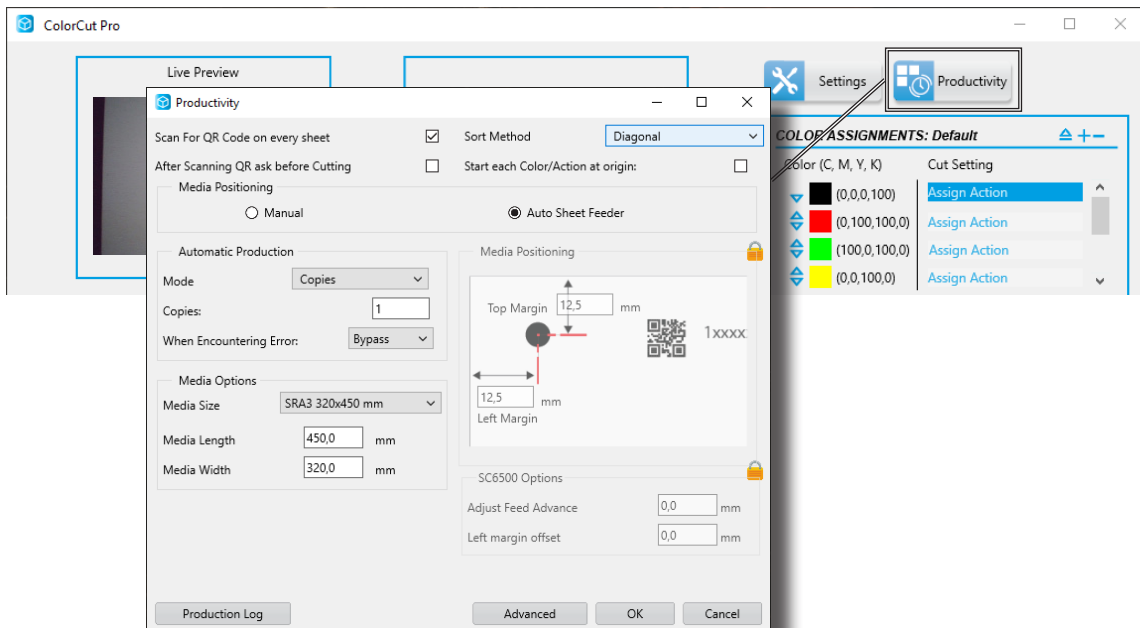 ColorCut Pro
Live Preview
Settings
Productivity
Productivity
Scan For QR Code on every sheet
Sort Method
Diagonal
After Scanning QR ask before Cutting
Start each Color/Action at origin:
Media Positioning
Manual
Auto Sheet Feeder
Automatic Production
Mode
Copies
Copies:
1
When Encountering Error:
Bypass
Media Options
Media Size
SRA3 320x450 mm
Media Length
450,0
mm
Media Width
320,0
mm
Media Positioning
Top Margin
12,5
mm
1xxxx
12,5
mm
Left Margin
SC6500 Options
Adjust Feed Advance
0,0
mm
Left margin offset
0,0
mm
Production Log
Advanced
OK
Cancel
COLOR ASSIGNMENTS: Default
Color (C, M, Y, K)
Cut Setting
(0,0,0,100)
Assign Action
(0,100,100,0)
Assign Action
(100,0,100,0)
Assign Action
(0,0,100,0)
Assign Action